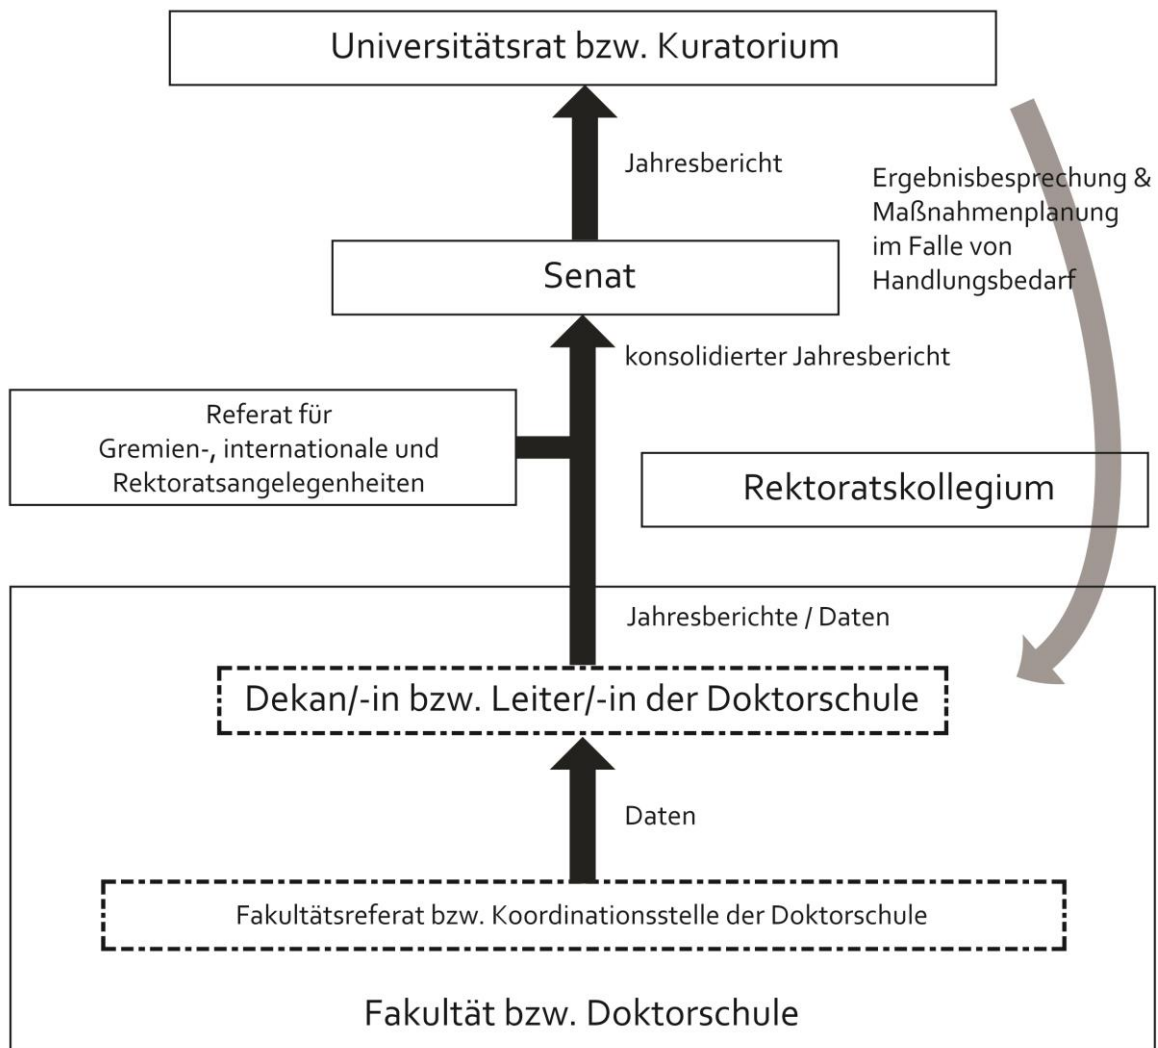 Universitätsrat bzw. Kuratorium
Jahresbericht
Ergebnisbesprechung &
Maßnahmenplanung
im Falle von
Handlungsbedarf
Senat
konsolidierter Jahresbericht
Referat für
Gremien-, internationale und
Rektoratsangelegenheiten
Rektoratskollegium
Jahresberichte / Daten
Dekan/-in bzw. Leiter/-in der Doktorschule
Daten
Fakultätsreferat bzw. Koordinationsstelle der Doktorschule
Fakultät bzw. Doktorschule